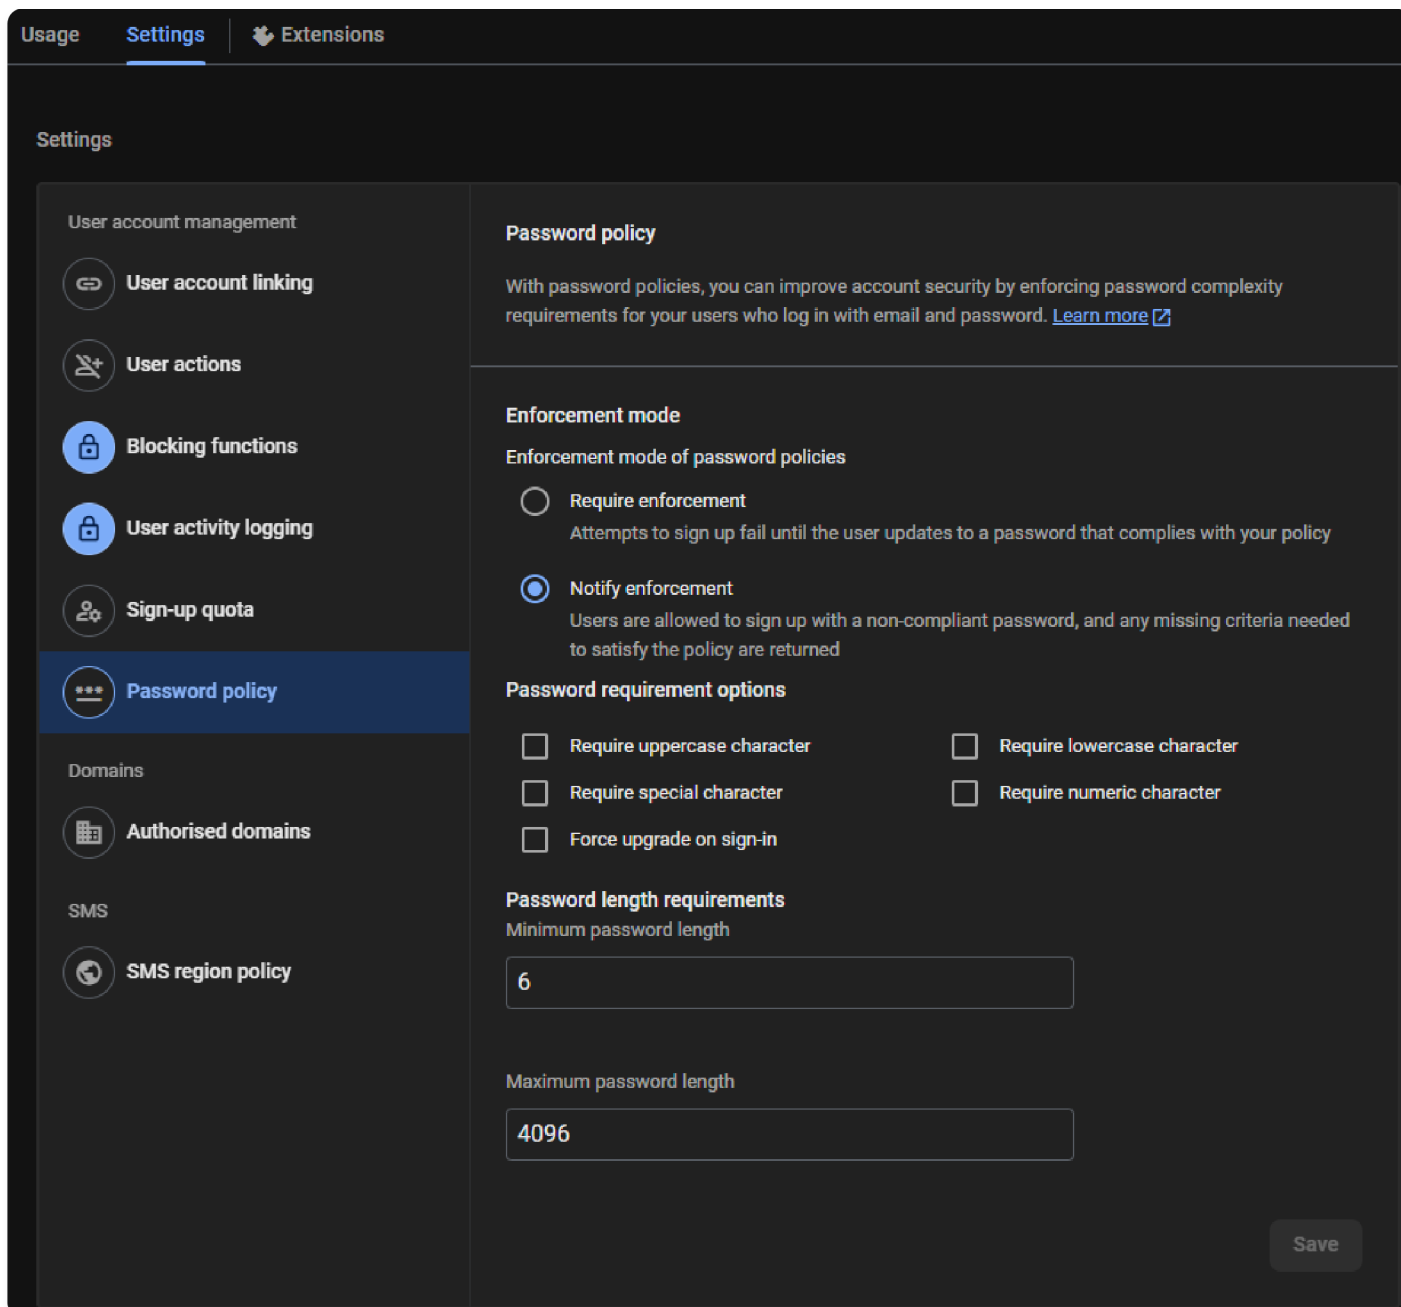 Usage Settings Extensions
Settings
User account management
User account linking
User actions
Blocking functions
User activity logging
Sign-up quota
Password policy
Domains
Authorised domains
SMS
SMS region policy
Password policy
With password policies, you can improve account security by enforcing password complexity
requirements for your users who log in with email and password. Learn more
Enforcement mode
Enforcement mode of password policies
Require enforcement
Attempts to sign up fail until the user updates to a password that complies with your policy
Notify enforcement
Users are allowed to sign up with a non-compliant password, and any missing criteria needed
to satisfy the policy are returned
Password requirement options
Require uppercase character Require lowercase character
Require special character Require numeric character
Force upgrade on sign-in
Password length requirements
Minimum password length
6
Maximum password length
4096
Save